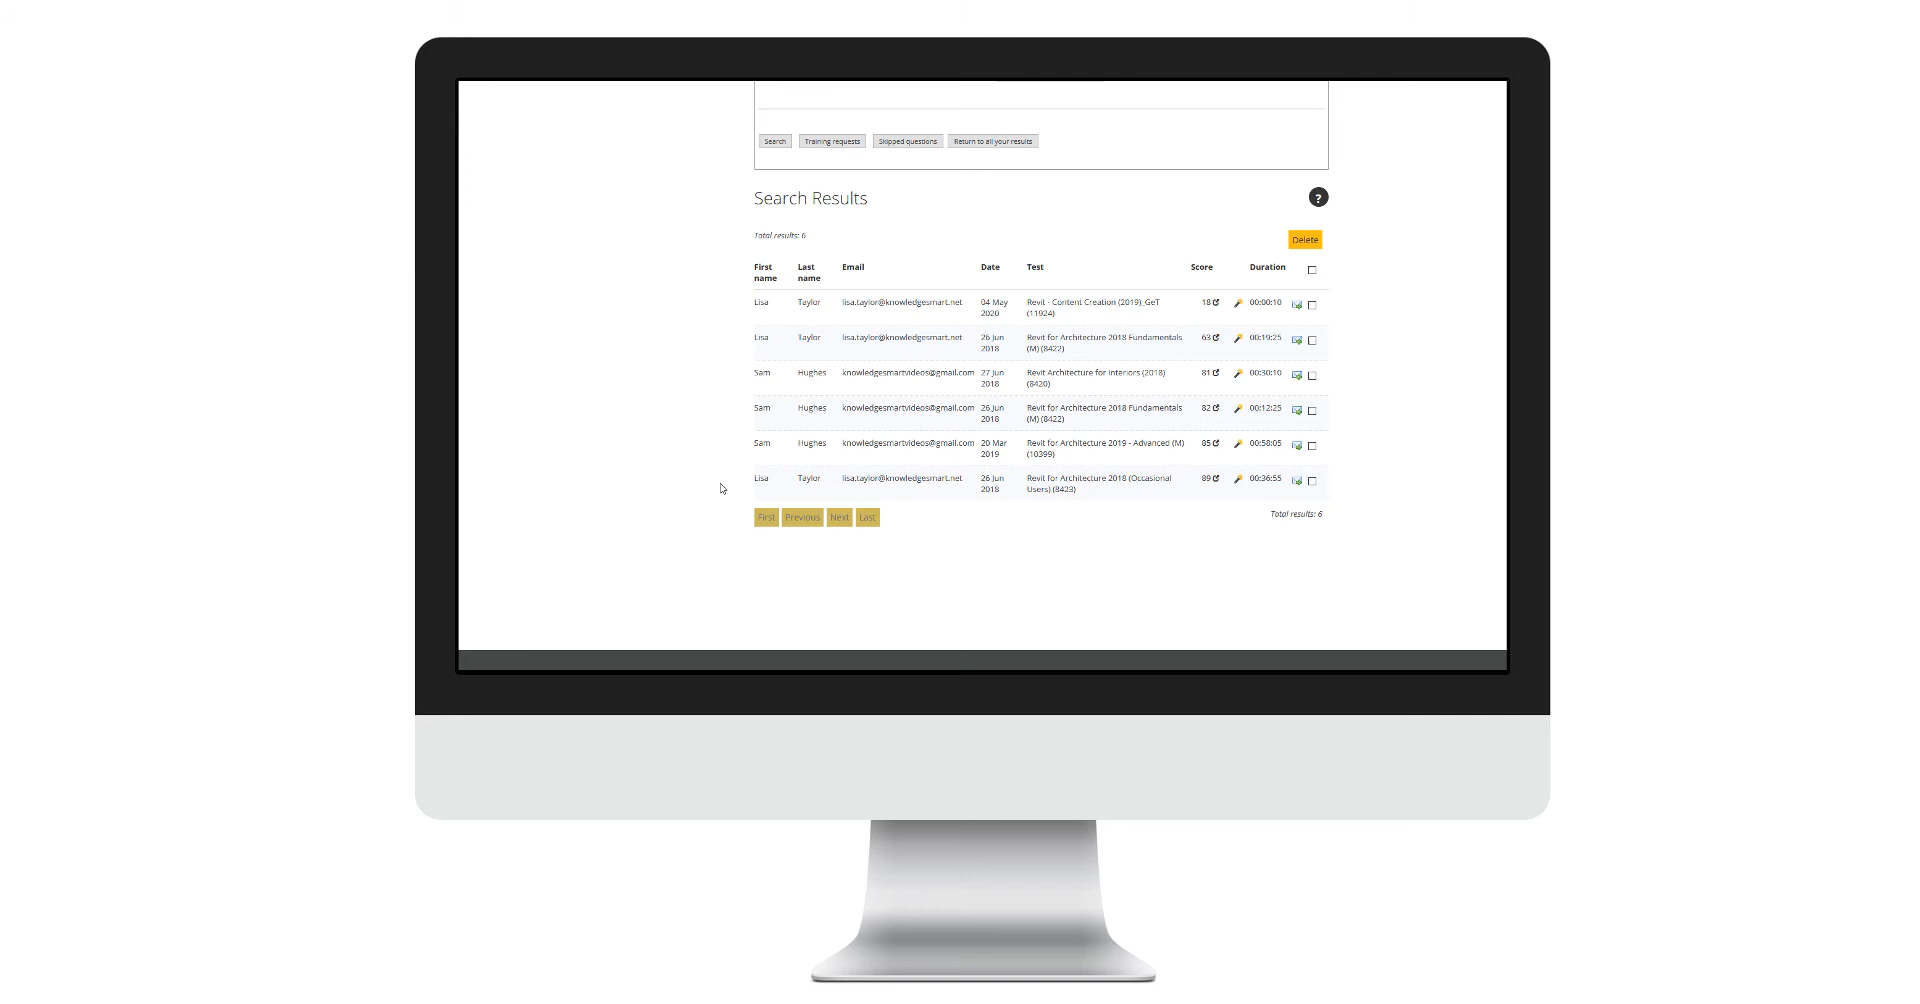 Search Training requests Skipped questions Return to all your results
Search Results ?
Total results: 6
Delete
First name Last name Email Date Test Score Duration
Lisa Taylor lisa.taylor@knowledgesmart.net 04 May 2020 Revit - Content Creation (2019)_GeT (11924) 18 00:00:10
Lisa Taylor lisa.taylor@knowledgesmart.net 26 Jun 2018 Revit for Architecture 2018 Fundamentals (M) (8422) 63 00:19:25
Sam Hughes knowledgesmartvideos@gmail.com 27 Jun 2018 Revit Architecture for interiors (2018) (8420) 81 00:30:10
Sam Hughes knowledgesmartvideos@gmail.com 26 Jun 2018 Revit for Architecture 2018 Fundamentals (M) (8422) 82 00:12:25
Sam Hughes knowledgesmartvideos@gmail.com 20 Mar 2019 Revit for Architecture 2019 - Advanced (M) (10399) 85 00:58:05
Lisa Taylor lisa.taylor@knowledgesmart.net 26 Jun 2018 Revit for Architecture 2018 (Occasional Users) (8423) 89 00:36:55
First Previous Next Last
Total results: 6